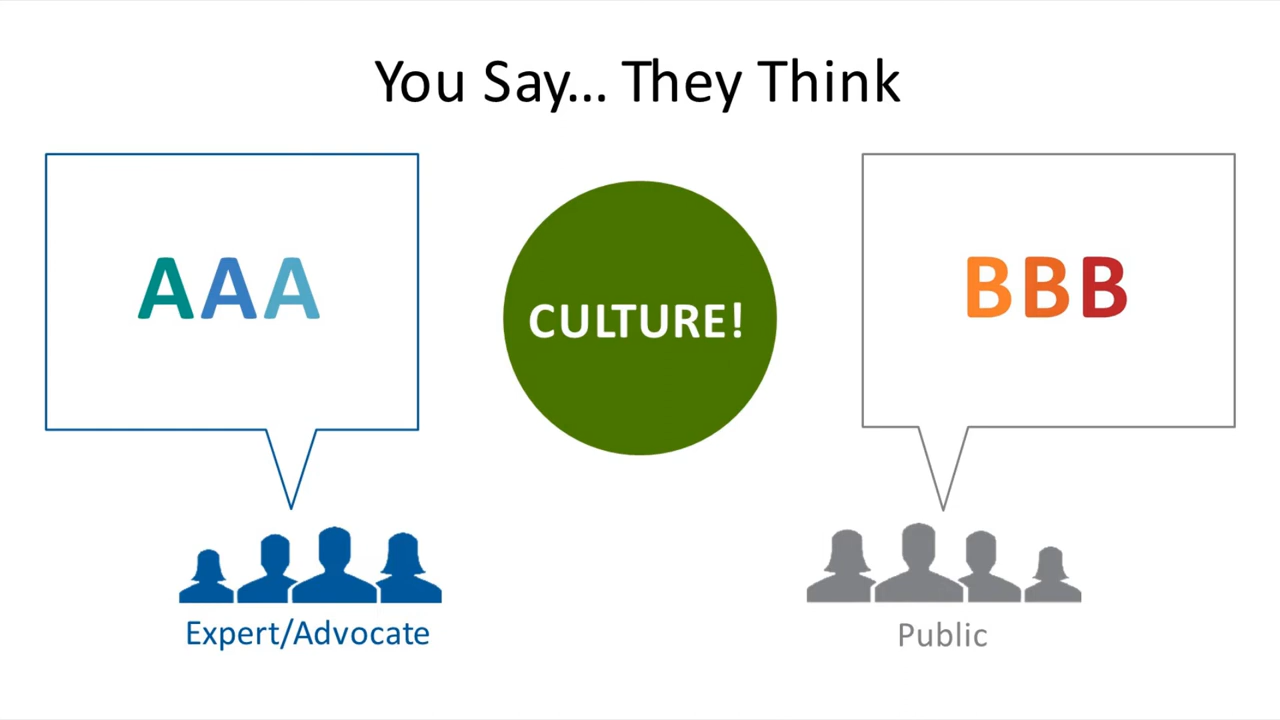 You Say... They Think
AAA
CULTURE!
BBB
Expert/Advocate
Public